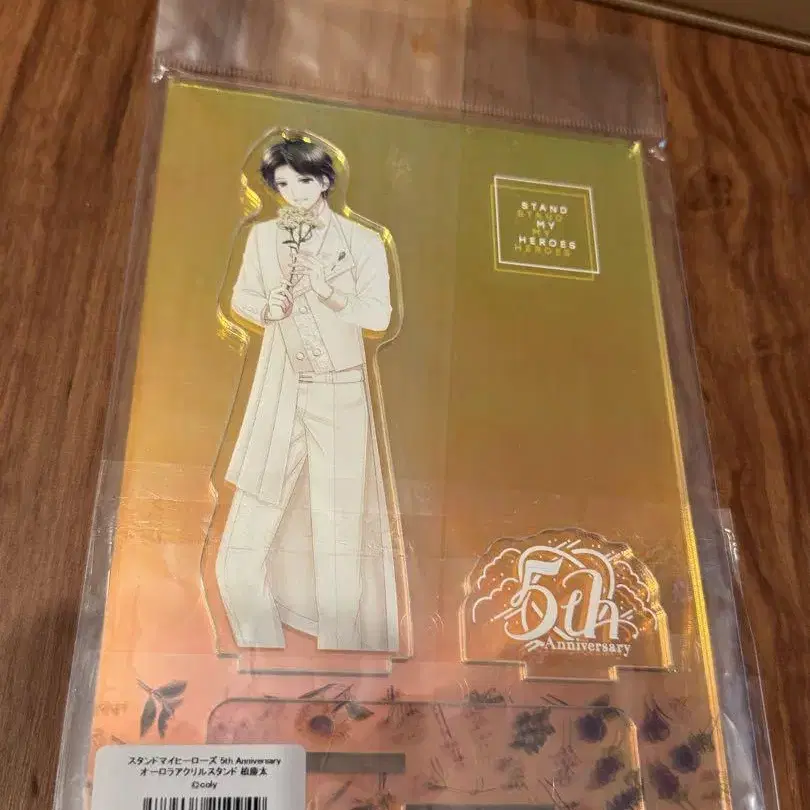 STAND
STAND
MY
MY
HEROES
HEROES
5th
Anniversary
スタンドマイヒーローズ 5th Anniversary
オーロラアクリルスタンド 槙慶太
©coly